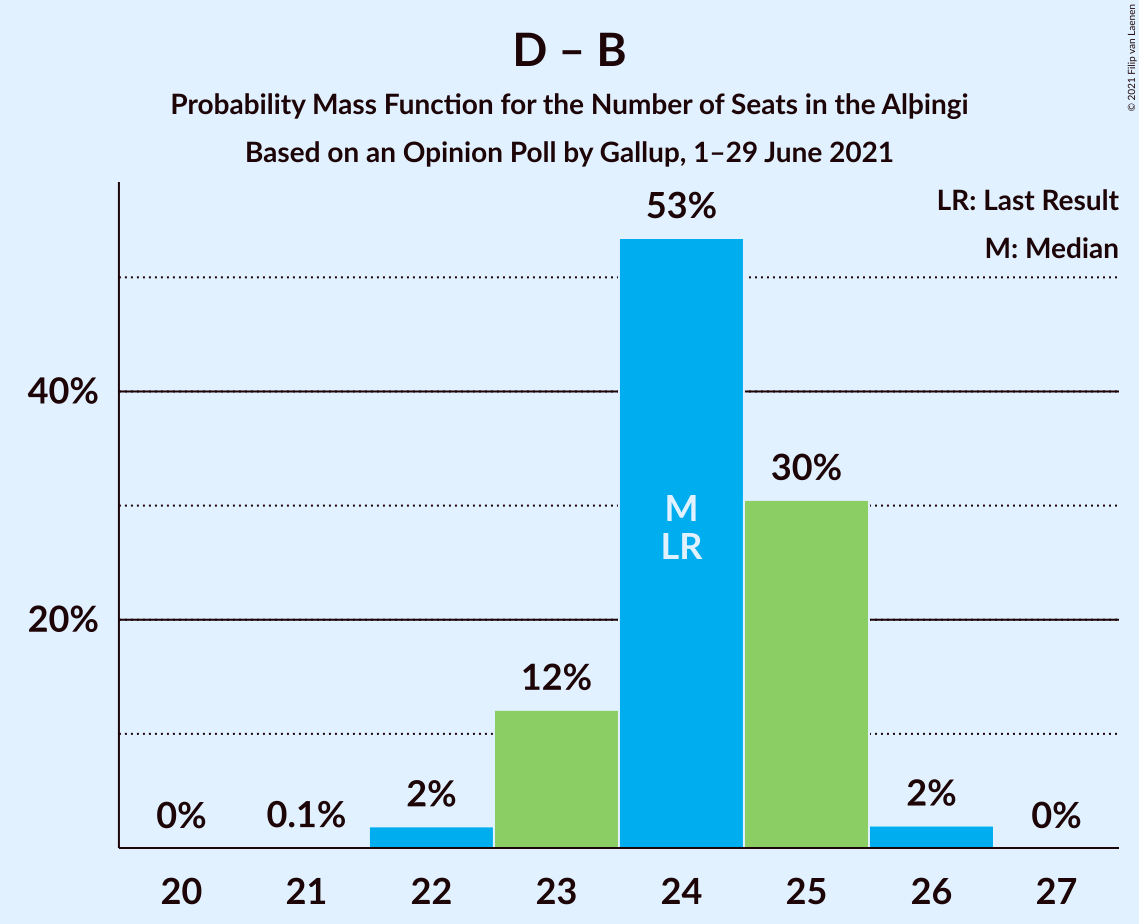 D – B
Probability Mass Function for the Number of Seats in the Alþingi
Based on an Opinion Poll by Gallup, 1–29 June 2021
© 2021 Filip van Laenen
LR: Last Result
M: Median
53%
40%
30%
M
LR
20%
12%
0%
0.1%
2%
2%
0%
20
21
22
23
24
25
26
27